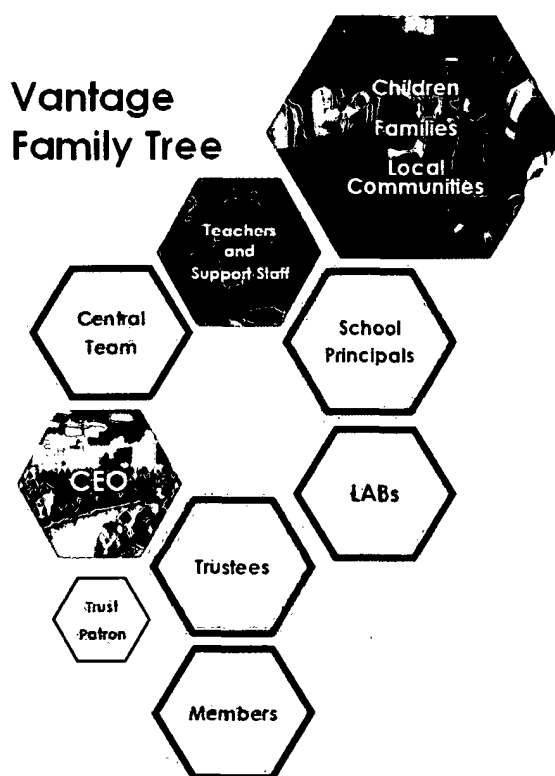 Vantage
Family Tree
Children
Families
Local
Communities
Teachers
and
Support Staff
Central
Team
School
Principals
CEO
LABs
Trustees
Trust
Patron
Members